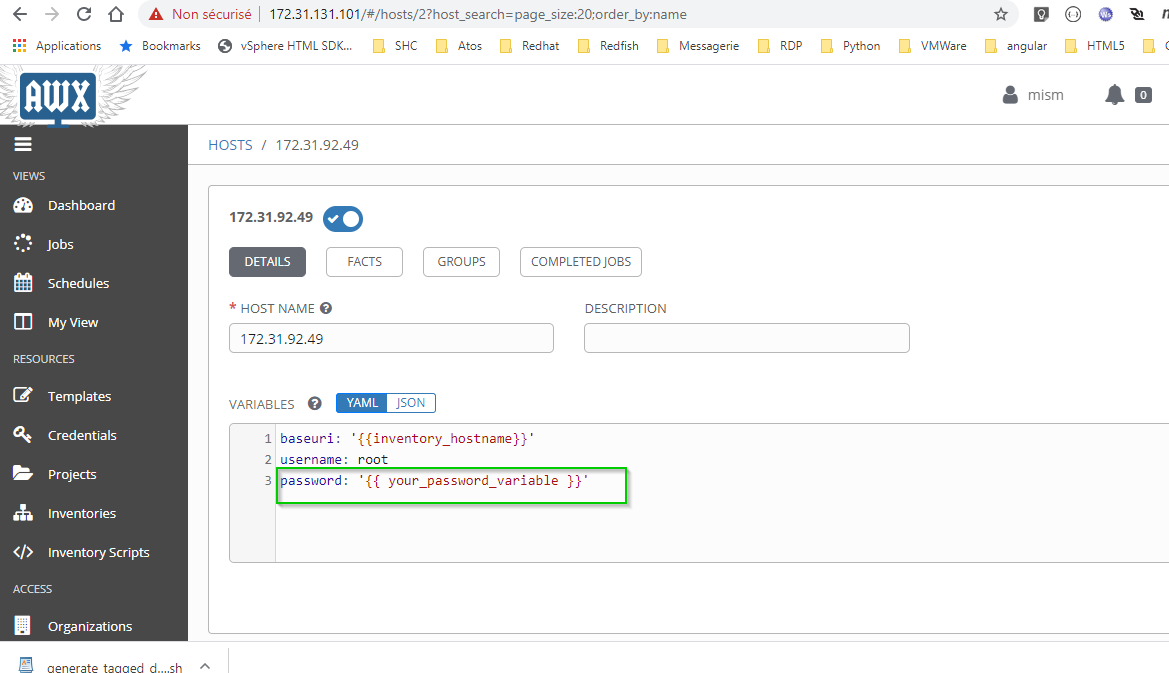 Non sécurisé 172.31.131.101/#/hosts/2?host_search=page_size:20;order_by:name
Applications Bookmarks vSphere HTML SDK... SHC Atos Redhat Redfish Messagerie RDP Python VMWare angular HTML5
AWX
mism 0
HOSTS / 172.31.92.49
VIEWS
Dashboard
Jobs
Schedules
My View
RESOURCES
Templates
Credentials
Projects
Inventories
Inventory Scripts
ACCESS
Organizations
172.31.92.49
DETAILS FACTS GROUPS COMPLETED JOBS
* HOST NAME ? DESCRIPTION
172.31.92.49
VARIABLES ? YAML JSON
1 baseuri: '{{inventory_hostname}}'
2 username: root
3 password: '{{ your_password_variable }}'
generate_tagged_d....sh